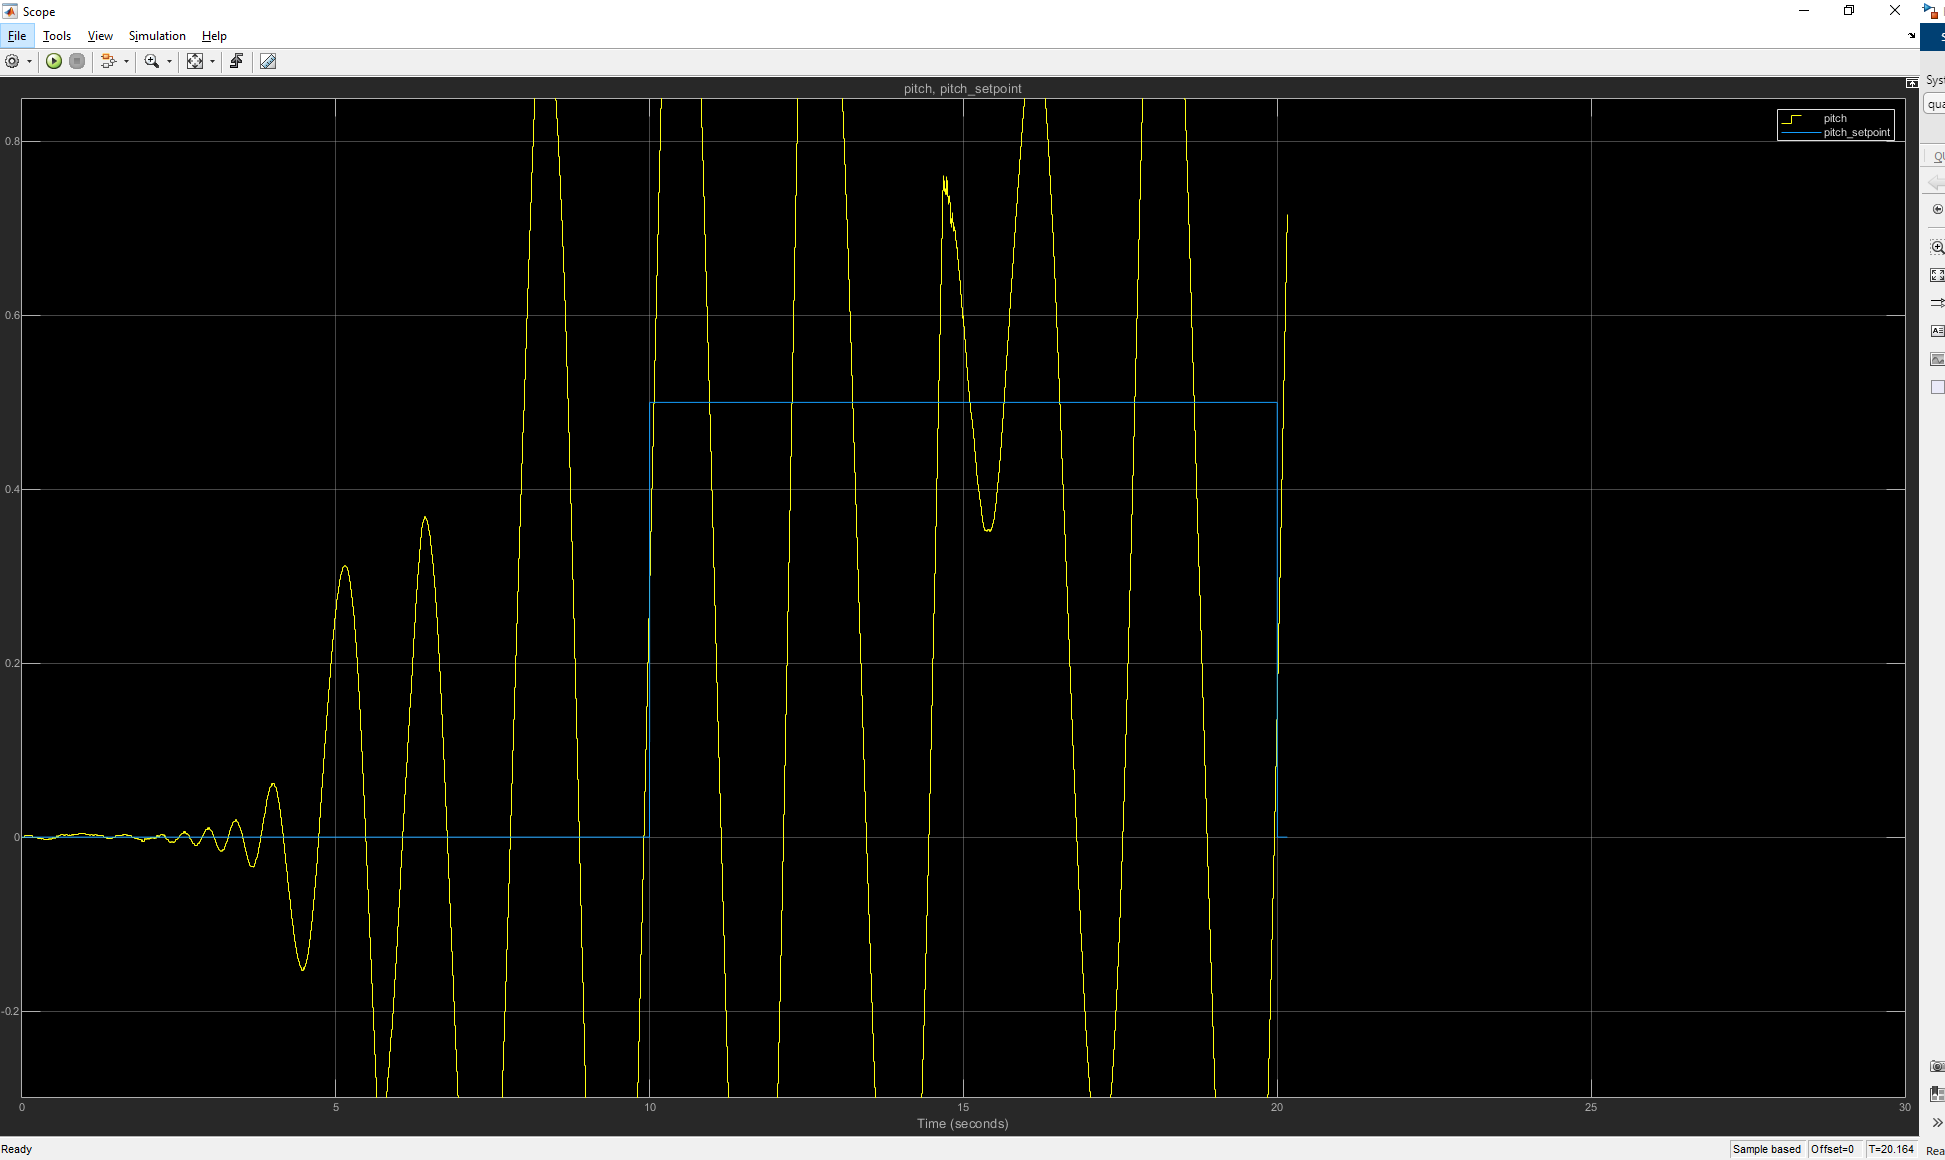 Scope
File Tools View Simulation Help
pitch, pitch_setpoint
pitch
pitch_setpoint
0.8
0.6
0.4
0.2
0
-0.2
0 5 10 15 20 25 30
Time (seconds)
Ready
Sample based Offset=0 T=20.164
Syst
qua
QU
Rea